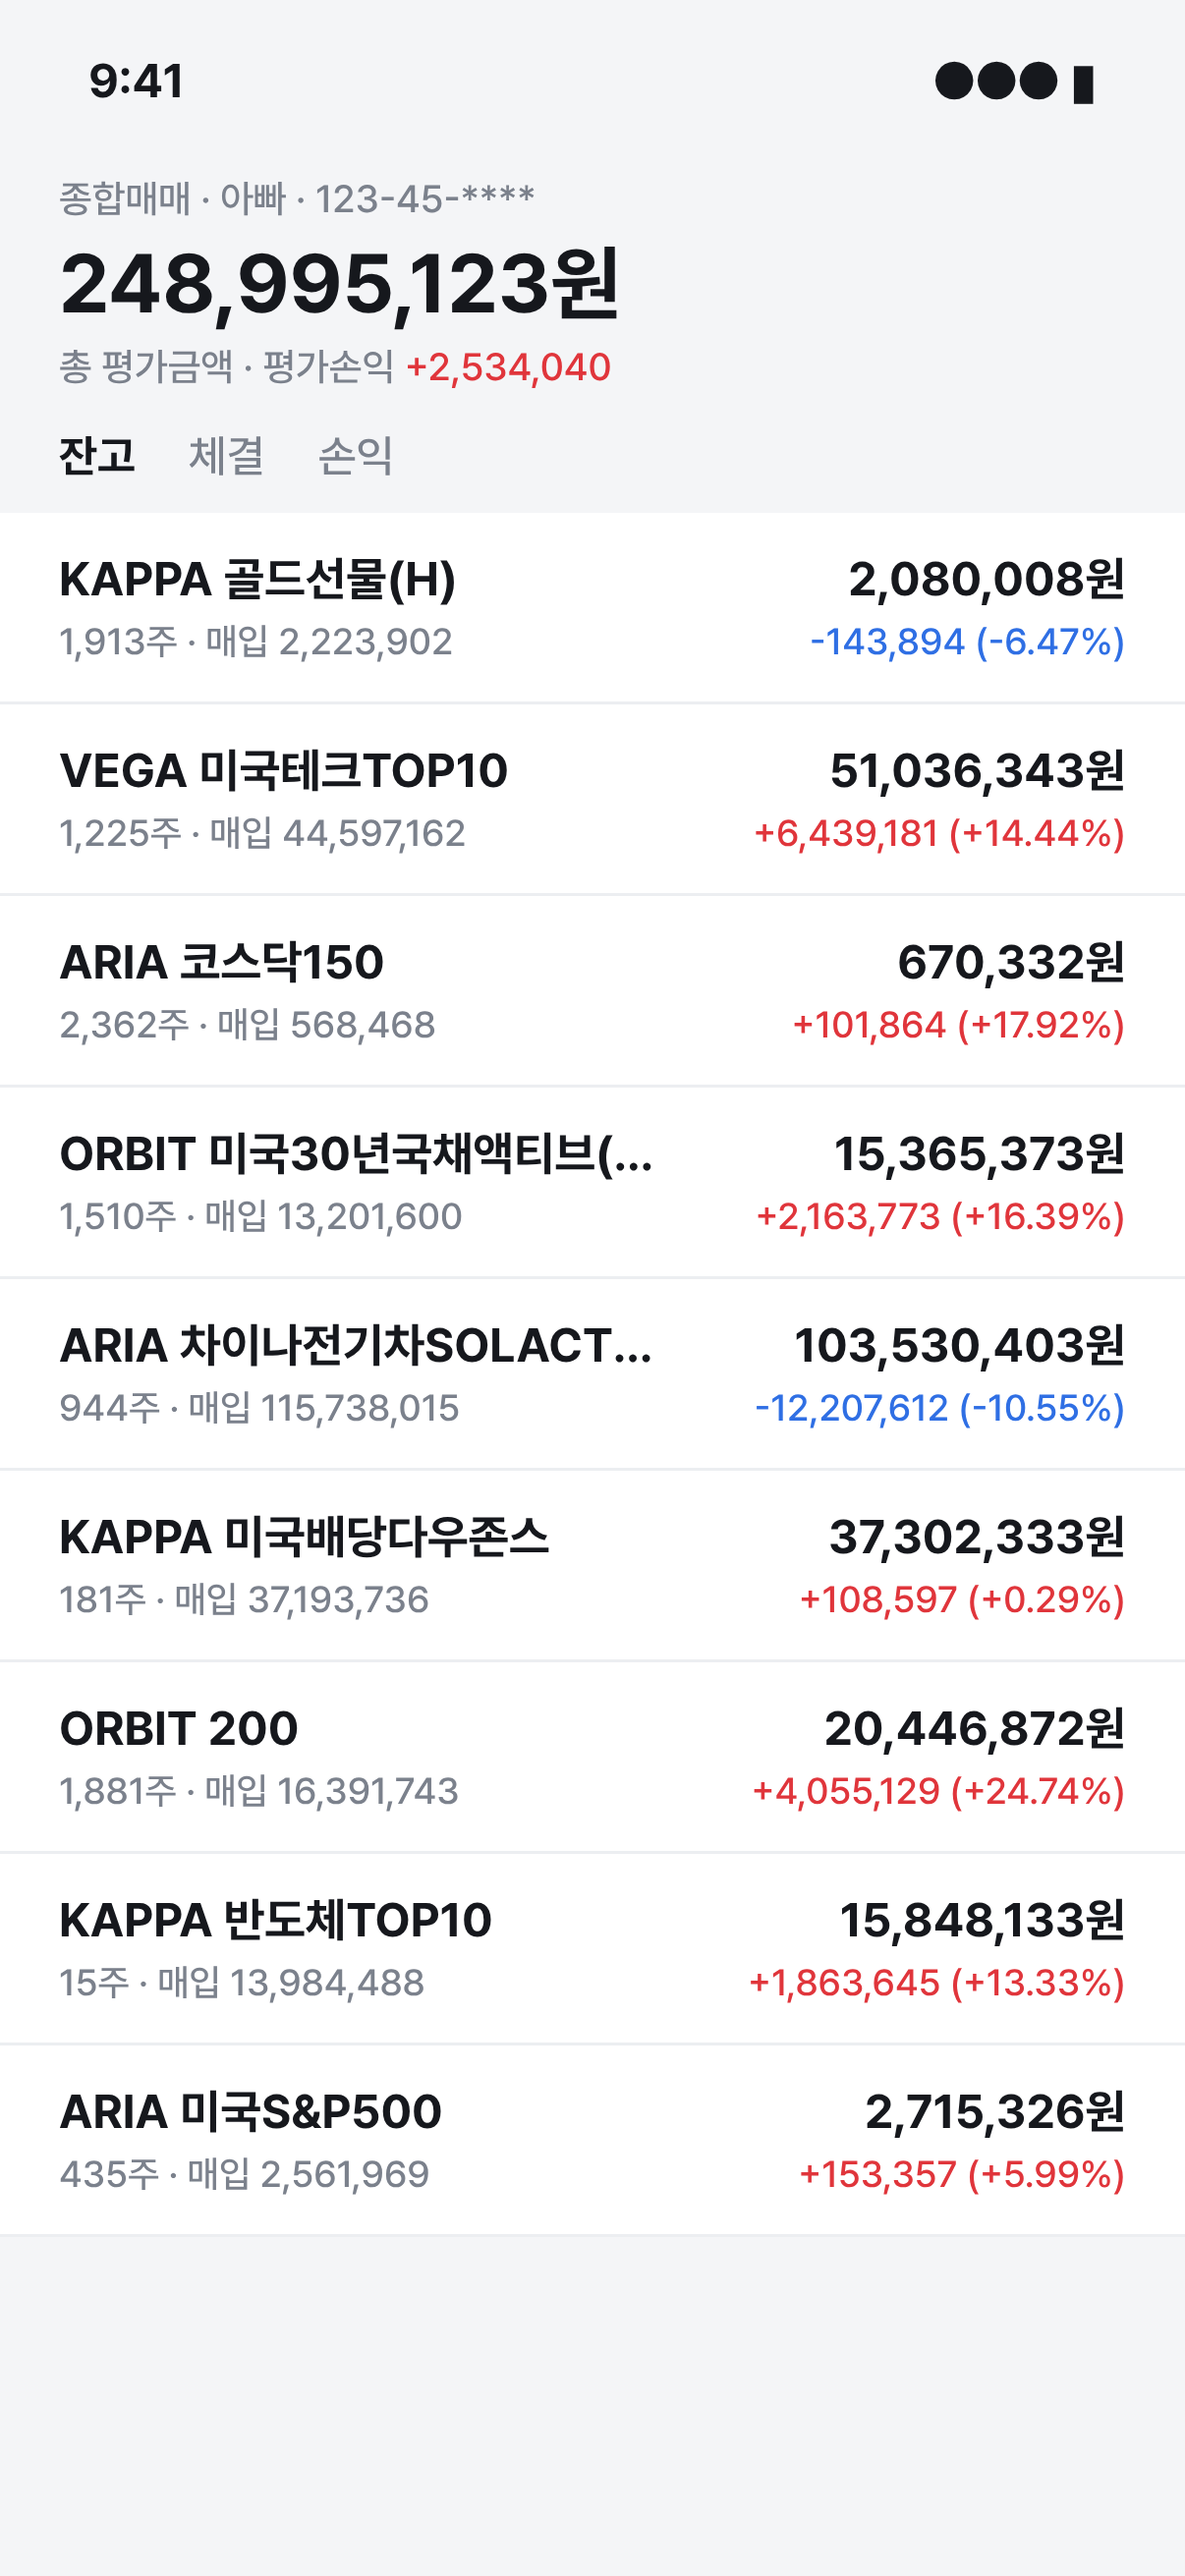 9:41
종합매매 · 아빠 · 123-45-****
248,995,123원
총 평가금액 · 평가손익 +2,534,040
잔고 체결 손익
KAPPA 골드선물(H) 2,080,008원
1,913주 · 매입 2,223,902 -143,894 (-6.47%)
VEGA 미국테크TOP10 51,036,343원
1,225주 · 매입 44,597,162 +6,439,181 (+14.44%)
ARIA 코스닥150 670,332원
2,362주 · 매입 568,468 +101,864 (+17.92%)
ORBIT 미국30년국채액티브(... 15,365,373원
1,510주 · 매입 13,201,600 +2,163,773 (+16.39%)
ARIA 차이나전기차SOLACT... 103,530,403원
944주 · 매입 115,738,015 -12,207,612 (-10.55%)
KAPPA 미국배당다우존스 37,302,333원
181주 · 매입 37,193,736 +108,597 (+0.29%)
ORBIT 200 20,446,872원
1,881주 · 매입 16,391,743 +4,055,129 (+24.74%)
KAPPA 반도체TOP10 15,848,133원
15주 · 매입 13,984,488 +1,863,645 (+13.33%)
ARIA 미국S&P500 2,715,326원
435주 · 매입 2,561,969 +153,357 (+5.99%)